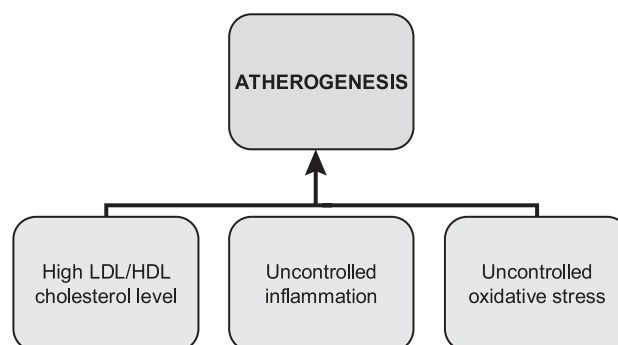 ATHEROGENESIS
High LDL/HDL
cholesterol level
Uncontrolled
inflammation
Uncontrolled
oxidative stress